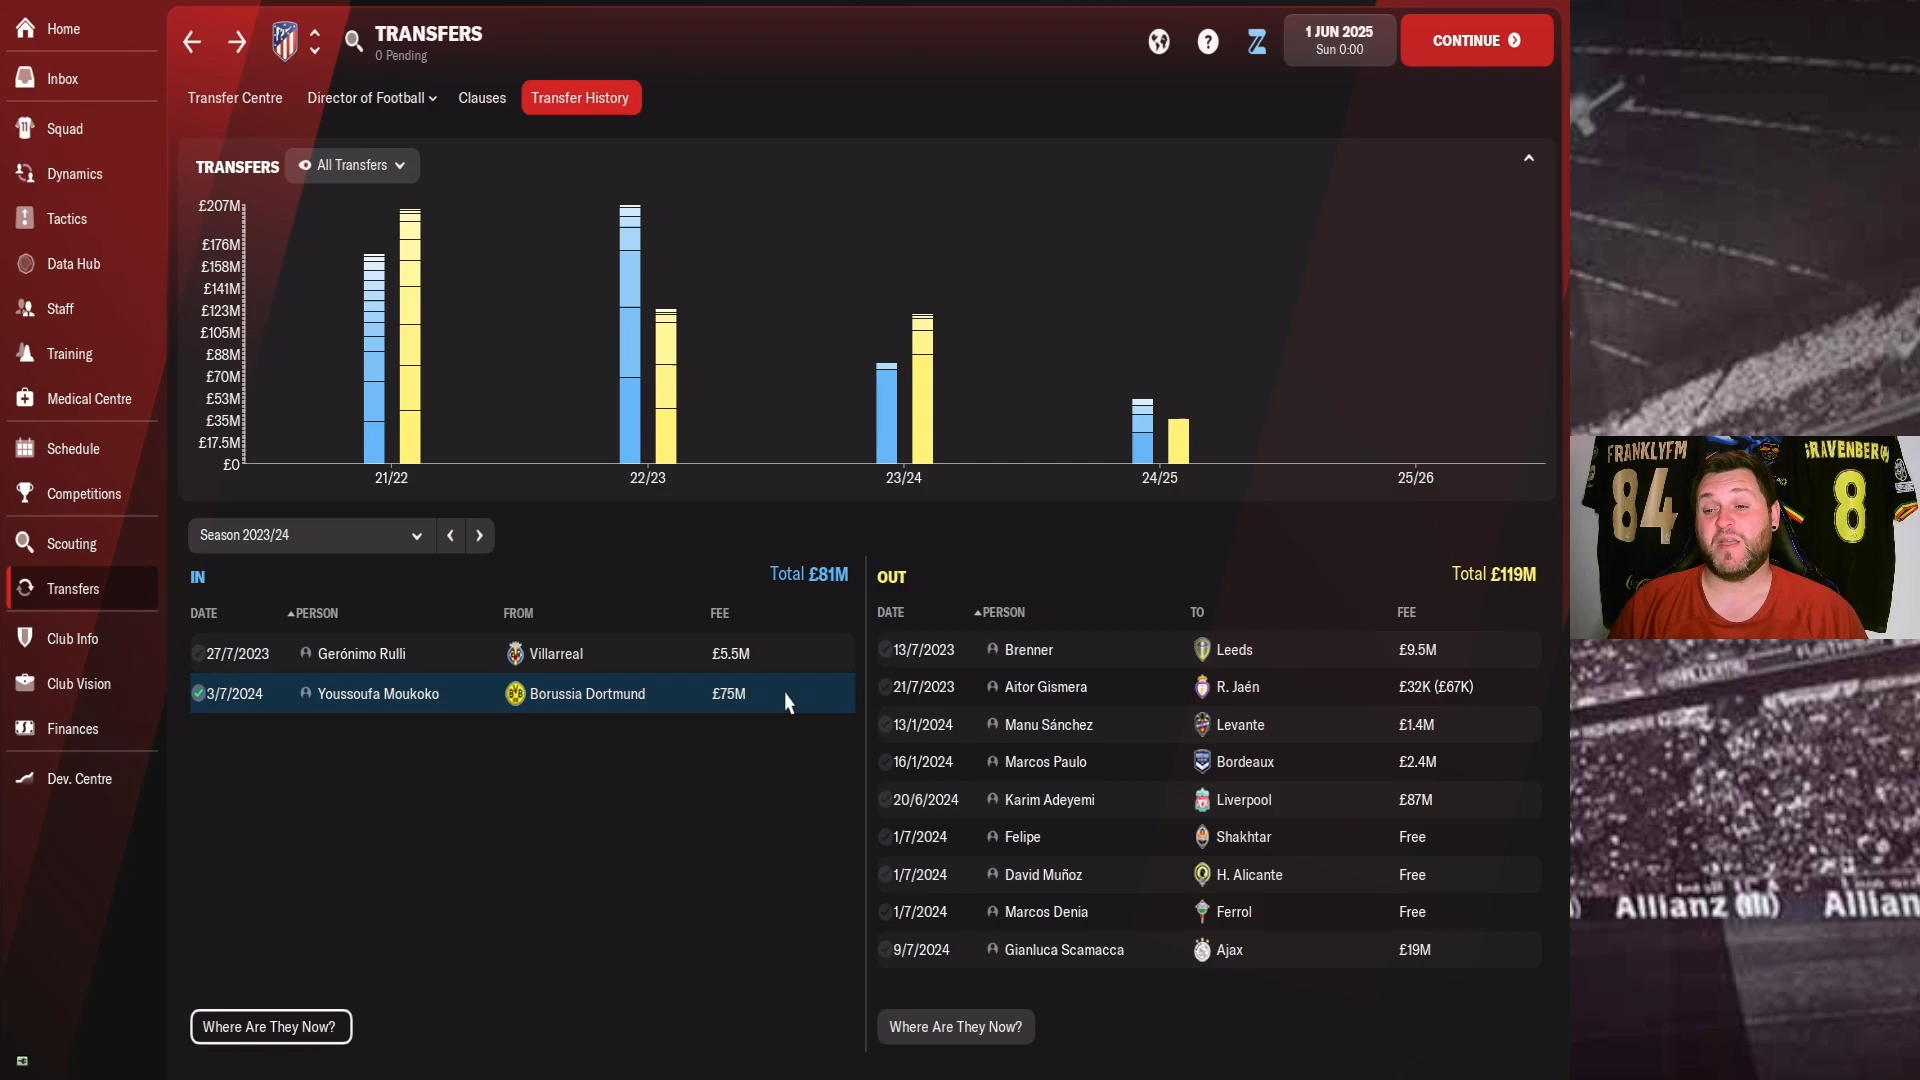 Home
Inbox
Squad
Dynamics
Tactics
Data Hub
Staff
Training
Medical Centre
Schedule
Competitions
Scouting
Transfers
Club Info
Club Vision
Finances
Dev. Centre
TRANSFERS
0 Pending
1 JUN 2025
Sun 0:00
CONTINUE
Transfer Centre Director of Football Clauses Transfer History
TRANSFERS All Transfers
£207M
£176M
£158M
£141M
£123M
£105M
£88M
£70M
£53M
£35M
£17.5M
£0
21/22 22/23 23/24 24/25 25/26
Season 2023/24
IN Total £81M
DATE PERSON FROM FEE
27/7/2023 Gerónimo Rulli Villarreal £5.5M
3/7/2024 Youssoufa Moukoko Borussia Dortmund £75M
Where Are They Now?
OUT Total £119M
DATE PERSON TO FEE
13/7/2023 Brenner Leeds £9.5M
21/7/2023 Aitor Gismera R. Jaén £32K (£67K)
13/1/2024 Manu Sánchez Levante £1.4M
16/1/2024 Marcos Paulo Bordeaux £2.4M
20/6/2024 Karim Adeyemi Liverpool £87M
1/7/2024 Felipe Shakhtar Free
1/7/2024 David Muñoz H. Alicante Free
1/7/2024 Marcos Denia Ferrol Free
9/7/2024 Gianluca Scamacca Ajax £19M
Where Are They Now?
FRANKLYFM
84
8
Allianz Allian